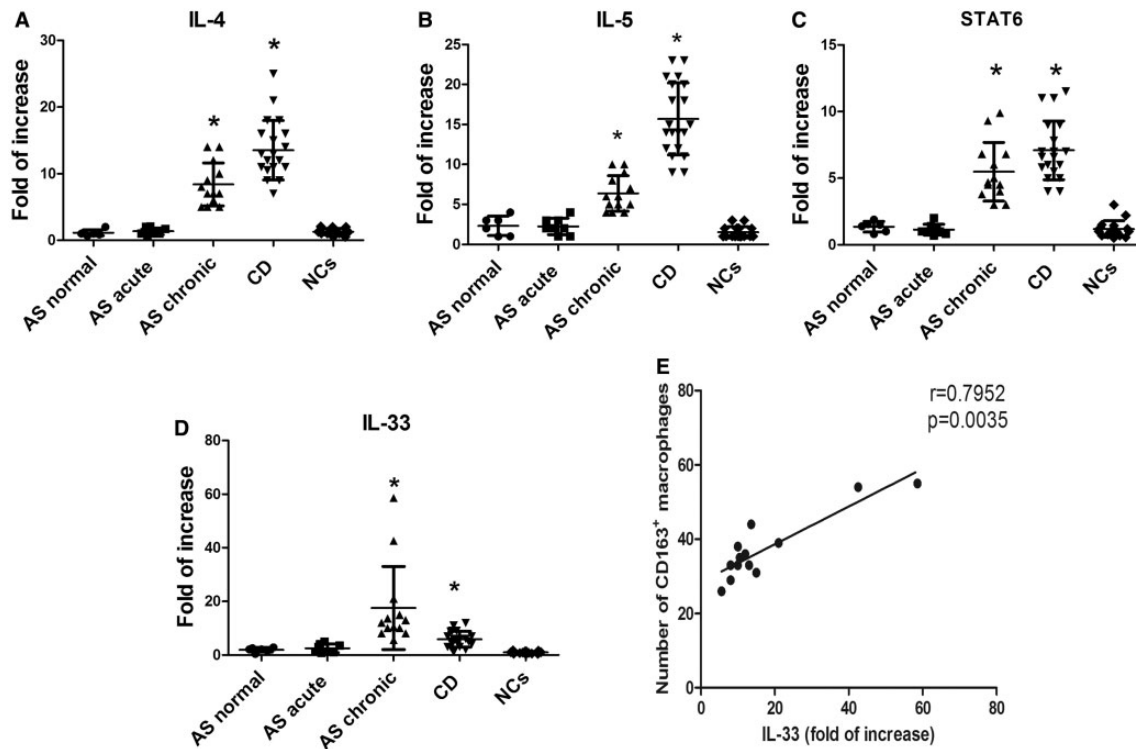 A
IL-4
Fold of increase
30
20
10
0
*
*
AS normal
AS acute
AS chronic
CD
NCs
B
IL-5
Fold of increase
25
20
15
10
5
0
*
*
AS normal
AS acute
AS chronic
CD
NCs
C
STAT6
Fold of increase
15
10
5
0
*
*
AS normal
AS acute
AS chronic
CD
NCs
D
IL-33
Fold of increase
80
60
40
20
0
*
*
AS normal
AS acute
AS chronic
CD
NCs
E
r=0.7952
p=0.0035
Number of CD163+ macrophages
80
60
40
20
0
0
20
40
60
80
IL-33 (fold of increase)